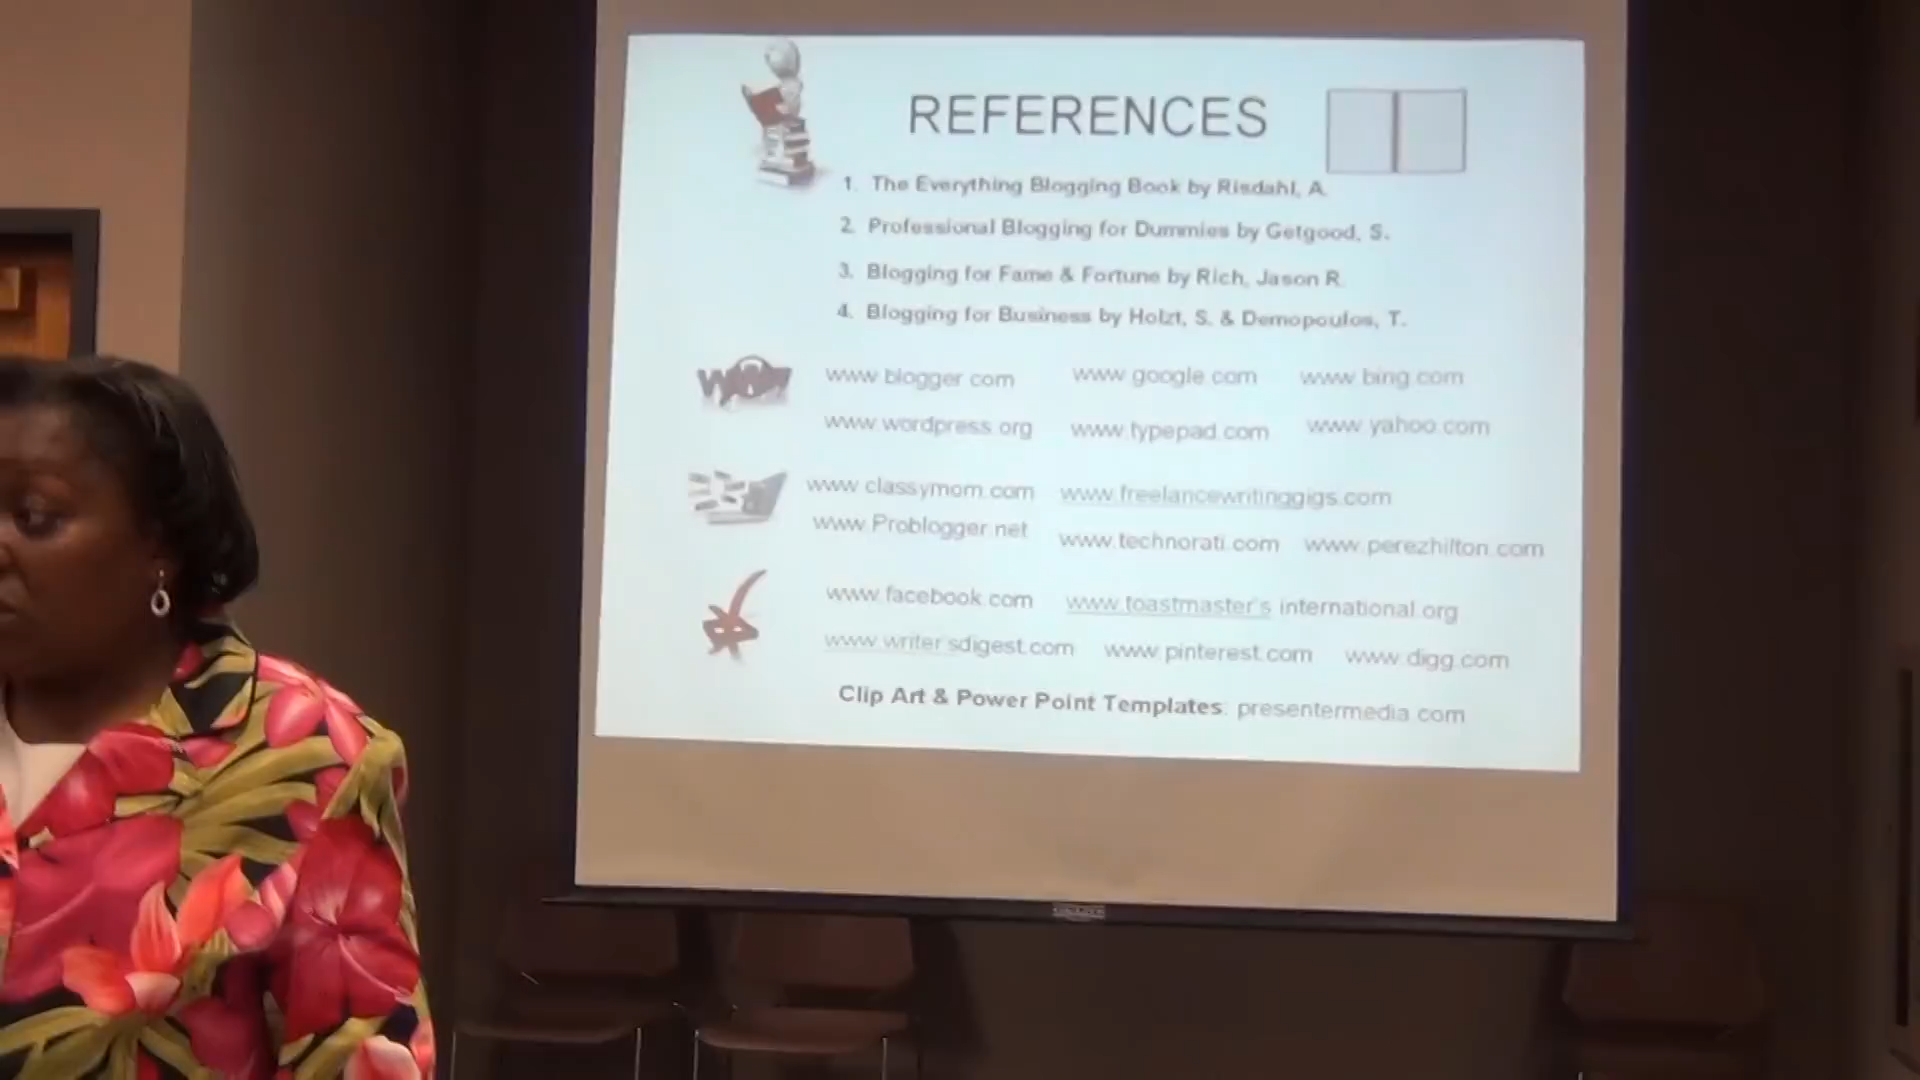 REFERENCES
1. The Everything Blogging Book by Risdahl, A.
2. Professional Blogging for Dummies by Getgood, S.
3. Blogging for Fame & Fortune by Rich, Jason R.
4. Blogging for Business by Holzt, S. & Demopoulos, T.
www.blogger.com www.google.com www.bing.com
www.wordpress.org www.typepad.com www.yahoo.com
www.classymom.com www.freelancewritinggigs.com
www.Problogger.net www.technorati.com www.perezhilton.com
www.facebook.com www.toastmaster's international.org
www.writer'sdigest.com www.pinterest.com www.digg.com
Clip Art & Power Point Templates: presentermedia.com